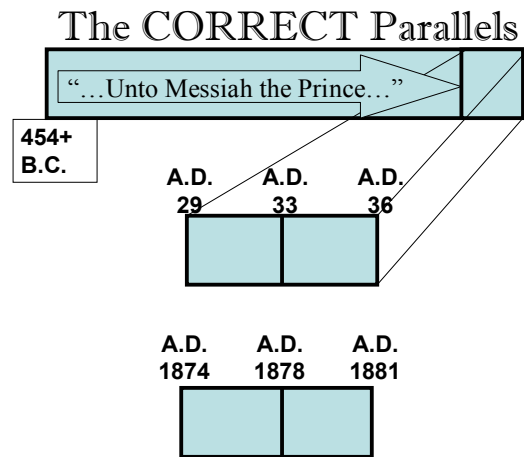 The CORRECT Parallels
“…Unto Messiah the Prince…”
454+
B.C.
A.D. A.D. A.D.
29 33 36
A.D. A.D. A.D.
1874 1878 1881